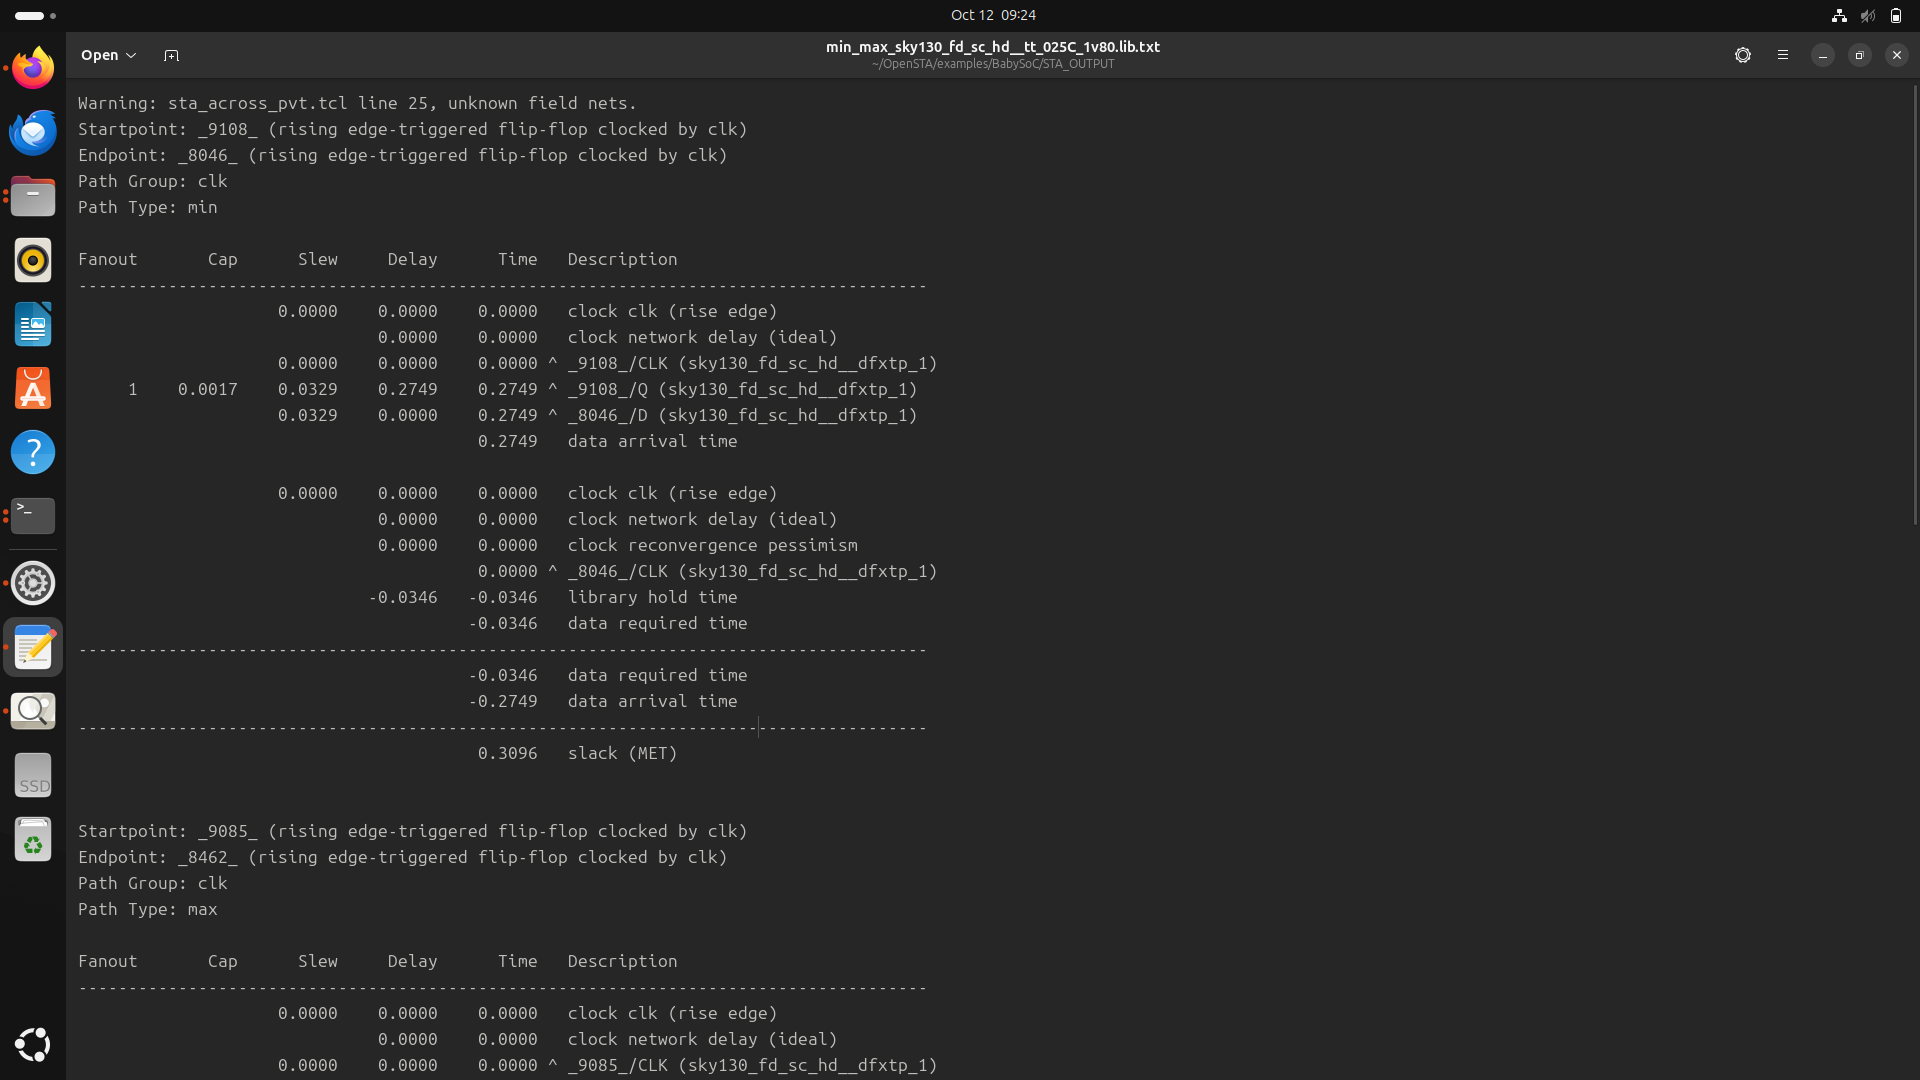 Oct 12 09:24
Open
min_max_sky130_fd_sc_hd__tt_025C_1v80.lib.txt
~/OpenSTA/examples/BabySoC/STA_OUTPUT
Warning: sta_across_pvt.tcl line 25, unknown field nets.
Startpoint: _9108_ (rising edge-triggered flip-flop clocked by clk)
Endpoint: _8046_ (rising edge-triggered flip-flop clocked by clk)
Path Group: clk
Path Type: min
Fanout       Cap      Slew     Delay      Time   Description
-------------------------------------------------------------------------------------
                    0.0000    0.0000    0.0000   clock clk (rise edge)
                              0.0000    0.0000   clock network delay (ideal)
                    0.0000    0.0000    0.0000 ^ _9108_/CLK (sky130_fd_sc_hd__dfxtp_1)
     1    0.0017    0.0329    0.2749    0.2749 ^ _9108_/Q (sky130_fd_sc_hd__dfxtp_1)
                    0.0329    0.0000    0.2749 ^ _8046_/D (sky130_fd_sc_hd__dfxtp_1)
                                        0.2749   data arrival time
                    0.0000    0.0000    0.0000   clock clk (rise edge)
                              0.0000    0.0000   clock network delay (ideal)
                              0.0000    0.0000   clock reconvergence pessimism
                                        0.0000 ^ _8046_/CLK (sky130_fd_sc_hd__dfxtp_1)
                             -0.0346   -0.0346   library hold time
                                       -0.0346   data required time
-------------------------------------------------------------------------------------
                                       -0.0346   data required time
                                       -0.2749   data arrival time
-------------------------------------------------------------------------------------
                                        0.3096   slack (MET)
Startpoint: _9085_ (rising edge-triggered flip-flop clocked by clk)
Endpoint: _8462_ (rising edge-triggered flip-flop clocked by clk)
Path Group: clk
Path Type: max
Fanout       Cap      Slew     Delay      Time   Description
-------------------------------------------------------------------------------------
                    0.0000    0.0000    0.0000   clock clk (rise edge)
                              0.0000    0.0000   clock network delay (ideal)
                    0.0000    0.0000    0.0000 ^ _9085_/CLK (sky130_fd_sc_hd__dfxtp_1)
?
>_
SSD